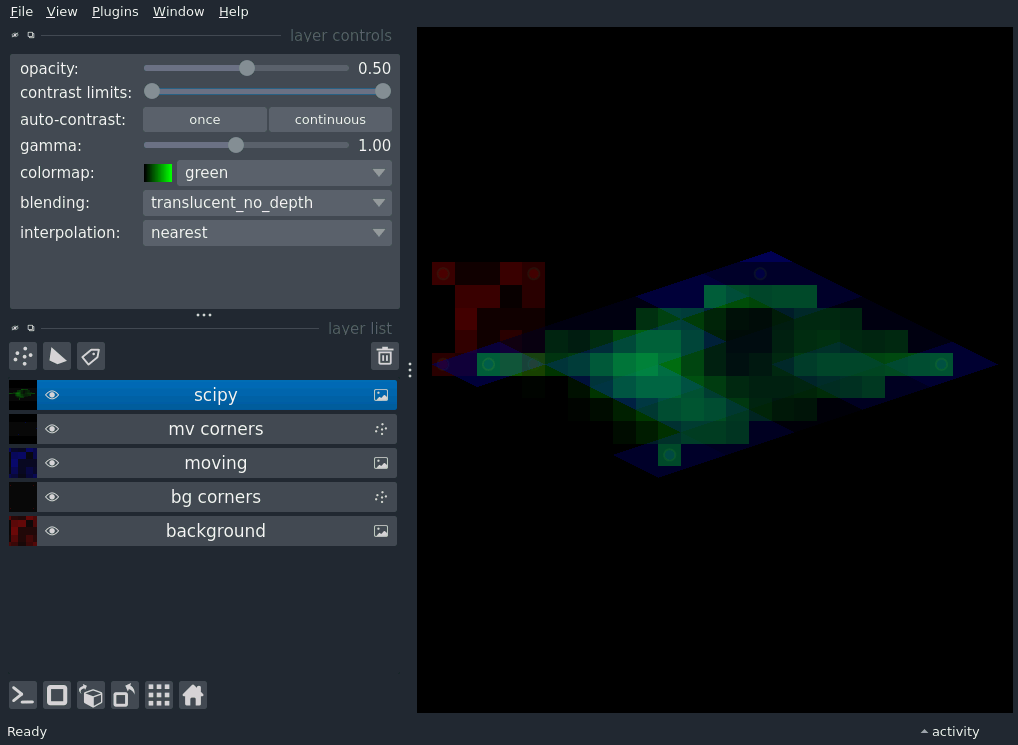 File View Plugins Window Help
layer controls
opacity: 0.50
contrast limits:
auto-contrast: once continuous
gamma: 1.00
colormap: green
blending: translucent_no_depth
interpolation: nearest
layer list
scipy
mv corners
moving
bg corners
background
Ready activity